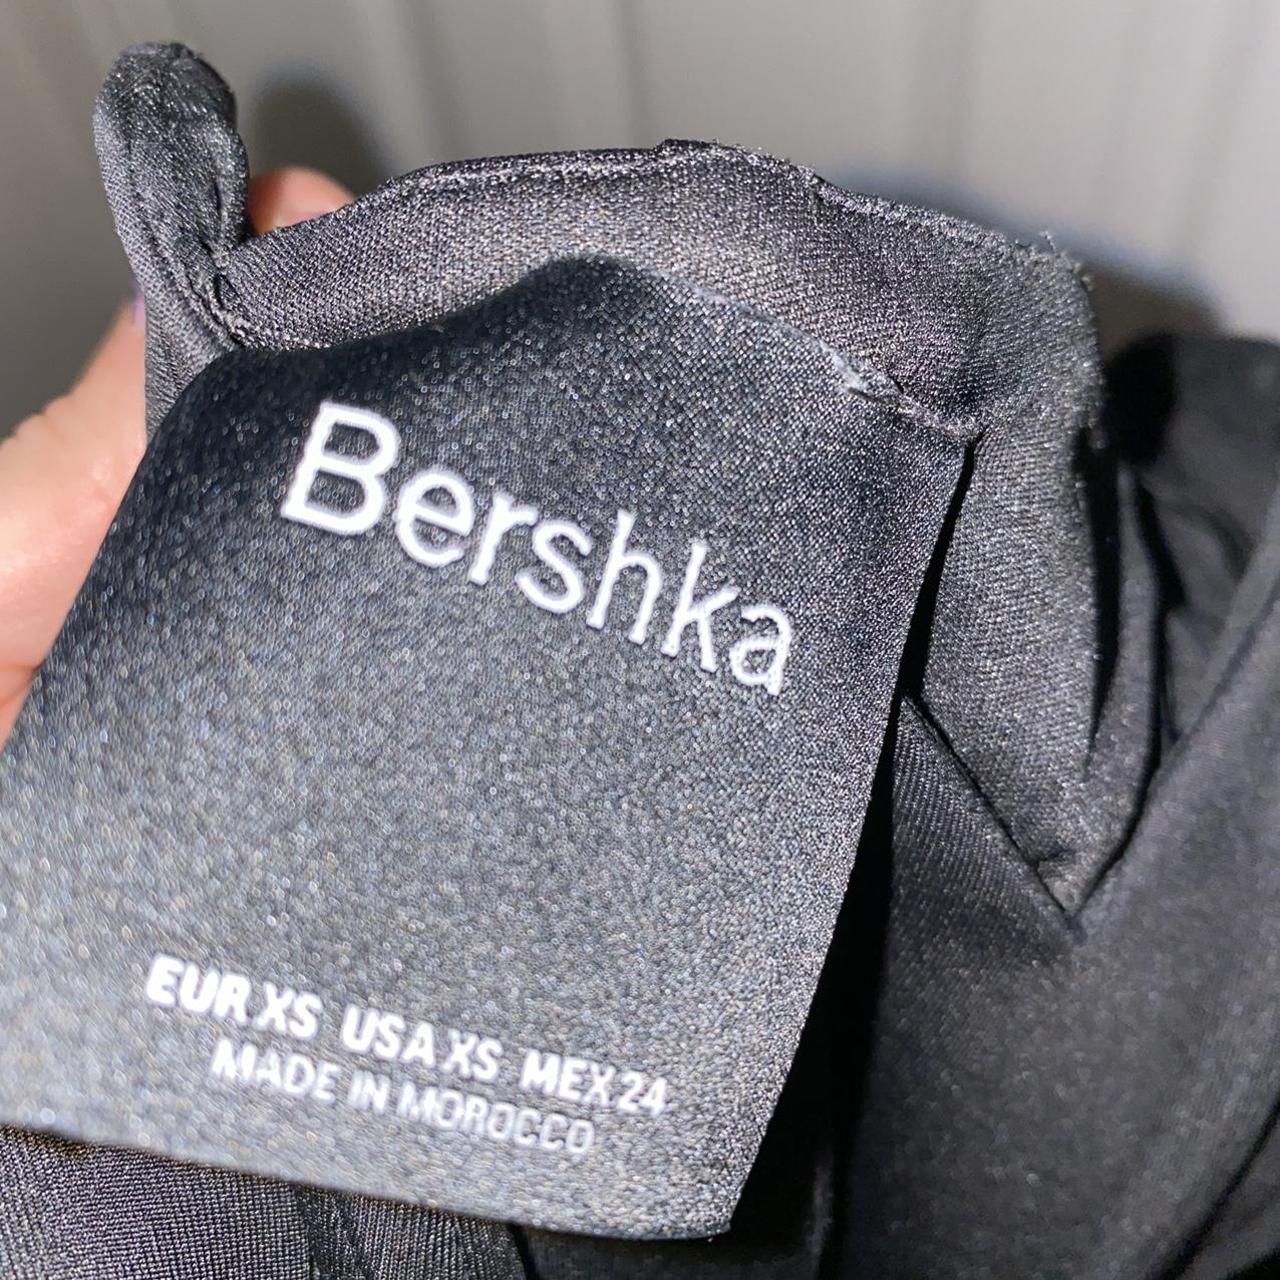 Bershka
EUR XS USA XS MEX 24
MADE IN MOROCCO